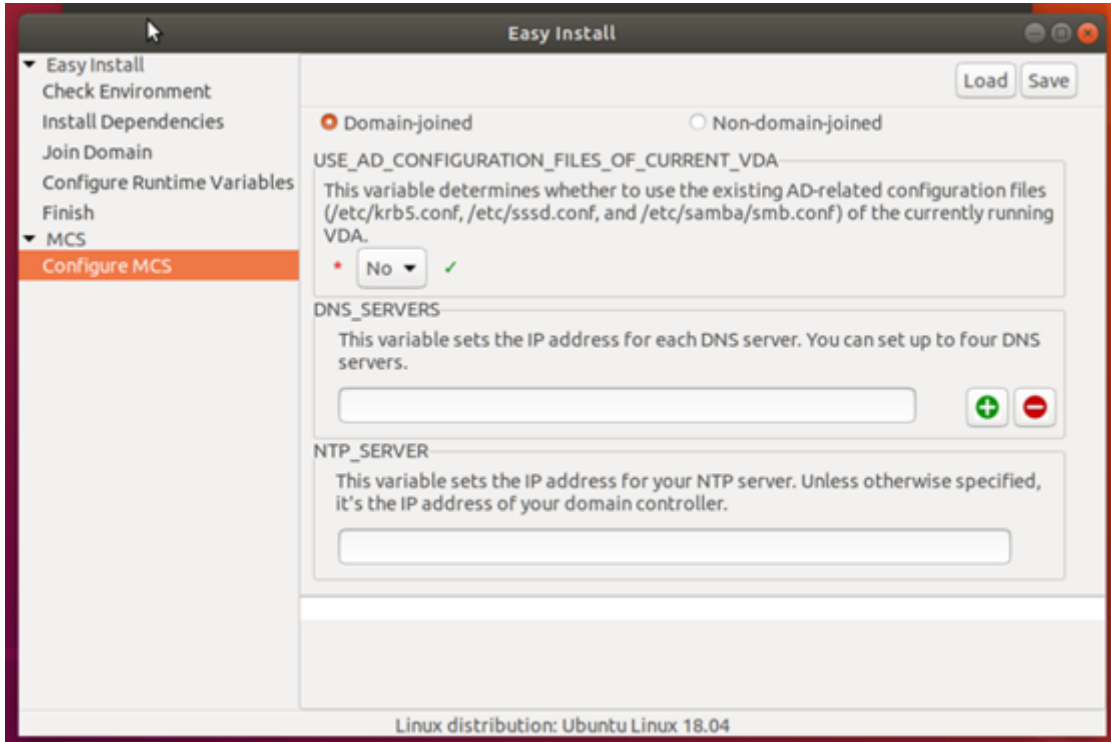 Easy Install
Easy Install
Check Environment
Install Dependencies
Join Domain
Configure Runtime Variables
Finish
MCS
Configure MCS
Load Save
Domain-joined Non-domain-joined
USE_AD_CONFIGURATION_FILES_OF_CURRENT_VDA
This variable determines whether to use the existing AD-related configuration files
(/etc/krb5.conf, /etc/sssd.conf, and /etc/samba/smb.conf) of the currently running
VDA.
* No ✓
DNS_SERVERS
This variable sets the IP address for each DNS server. You can set up to four DNS
servers.
NTP_SERVER
This variable sets the IP address for your NTP server. Unless otherwise specified,
it's the IP address of your domain controller.
Linux distribution: Ubuntu Linux 18.04